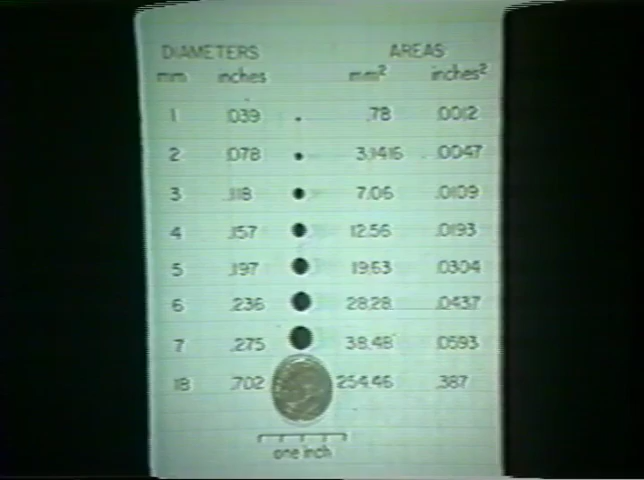 DIAMETERS AREAS
mm inches mm² inches²
1 .039 .78 .0012
2 .078 3.1416 .0047
3 .118 7.06 .0109
4 .157 12.56 .0193
5 .197 19.63 .0304
6 .236 28.28 .0437
7 .275 38.48 .0593
18 .702 254.46 .387
one inch